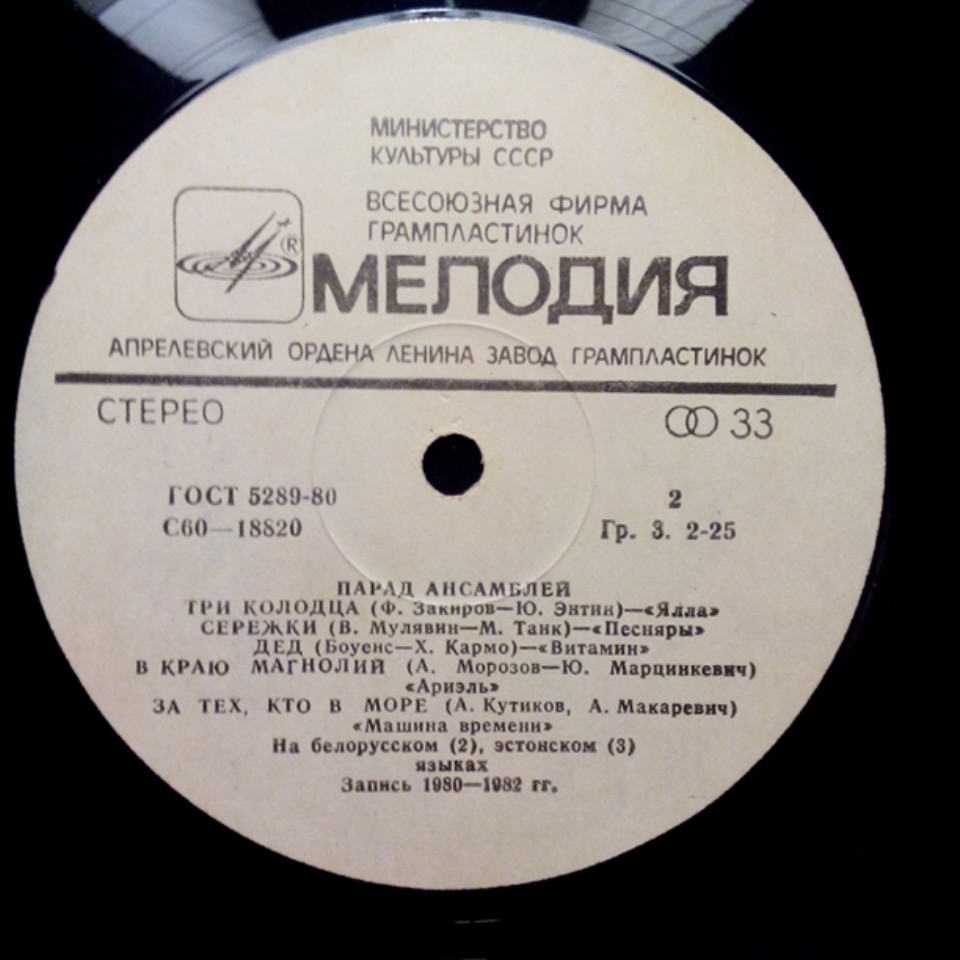 МИНИСТЕРСТВО
КУЛЬТУРЫ СССР
ВСЕСОЮЗНАЯ ФИРМА
ГРАМПЛАСТИНОК
®
МЕЛОДИЯ
АПРЕЛЕВСКИЙ ОРДЕНА ЛЕНИНА ЗАВОД ГРАМПЛАСТИНОК
СТЕРЕО
33
ГОСТ 5289-80
2
С60—18820
Гр. 3. 2-25
ПАРАД АНСАМБЛЕЙ
ТРИ КОЛОДЦА (Ф. Закиров—Ю. Энтин)—«Ялла»
СЕРЕЖКИ (В. Мулявин—М. Танк)—«Песняры»
ДЕД (Боуенс—Х. Кармо)—«Витамин»
В КРАЮ МАГНОЛИЙ (А. Морозов—Ю. Марцинкевич)
«Ариэль»
ЗА ТЕХ, КТО В МОРЕ (А. Кутиков, А. Макаревич)
«Машина времени»
На белорусском (2), эстонском (3)
языках
Запись 1980—1982 гг.